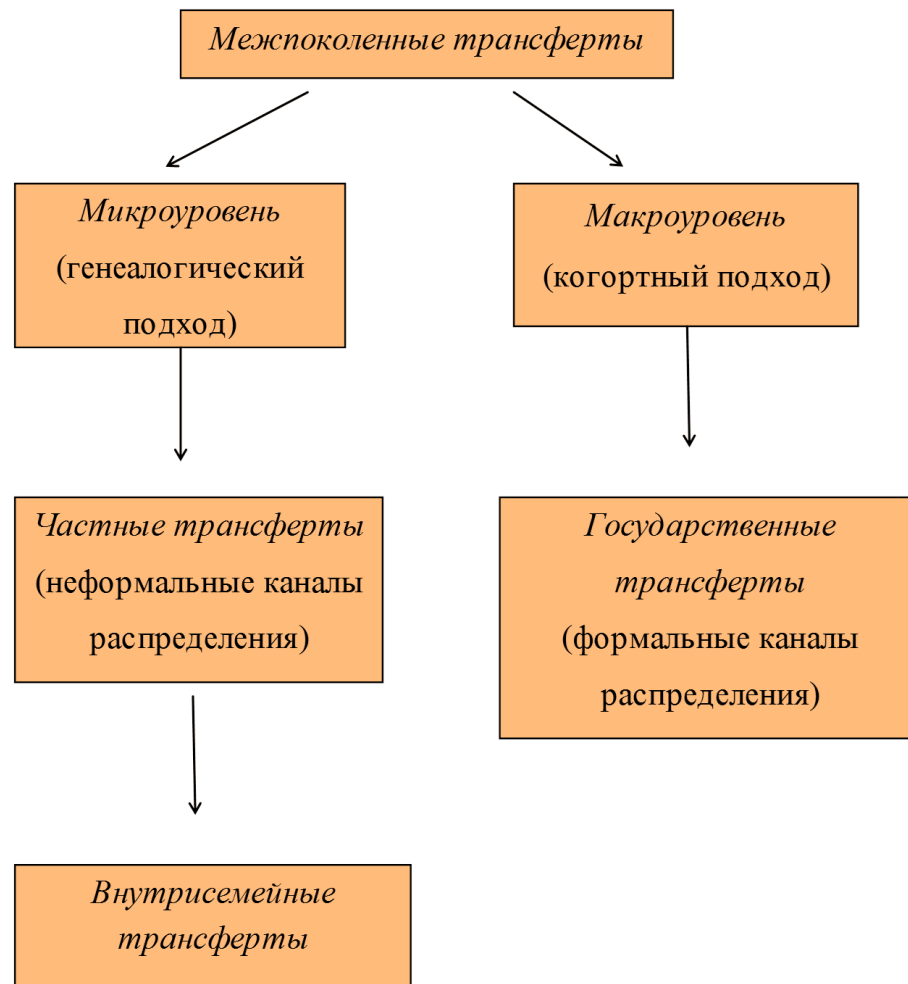 Межпоколенные трансферты
Микроуровень
(генеалогический
подход)
Макроуровень
(когортный подход)
Частные трансферты
(неформальные каналы
распределения)
Государственные
трансферты
(формальные каналы
распределения)
Внутрисемейные
трансферты